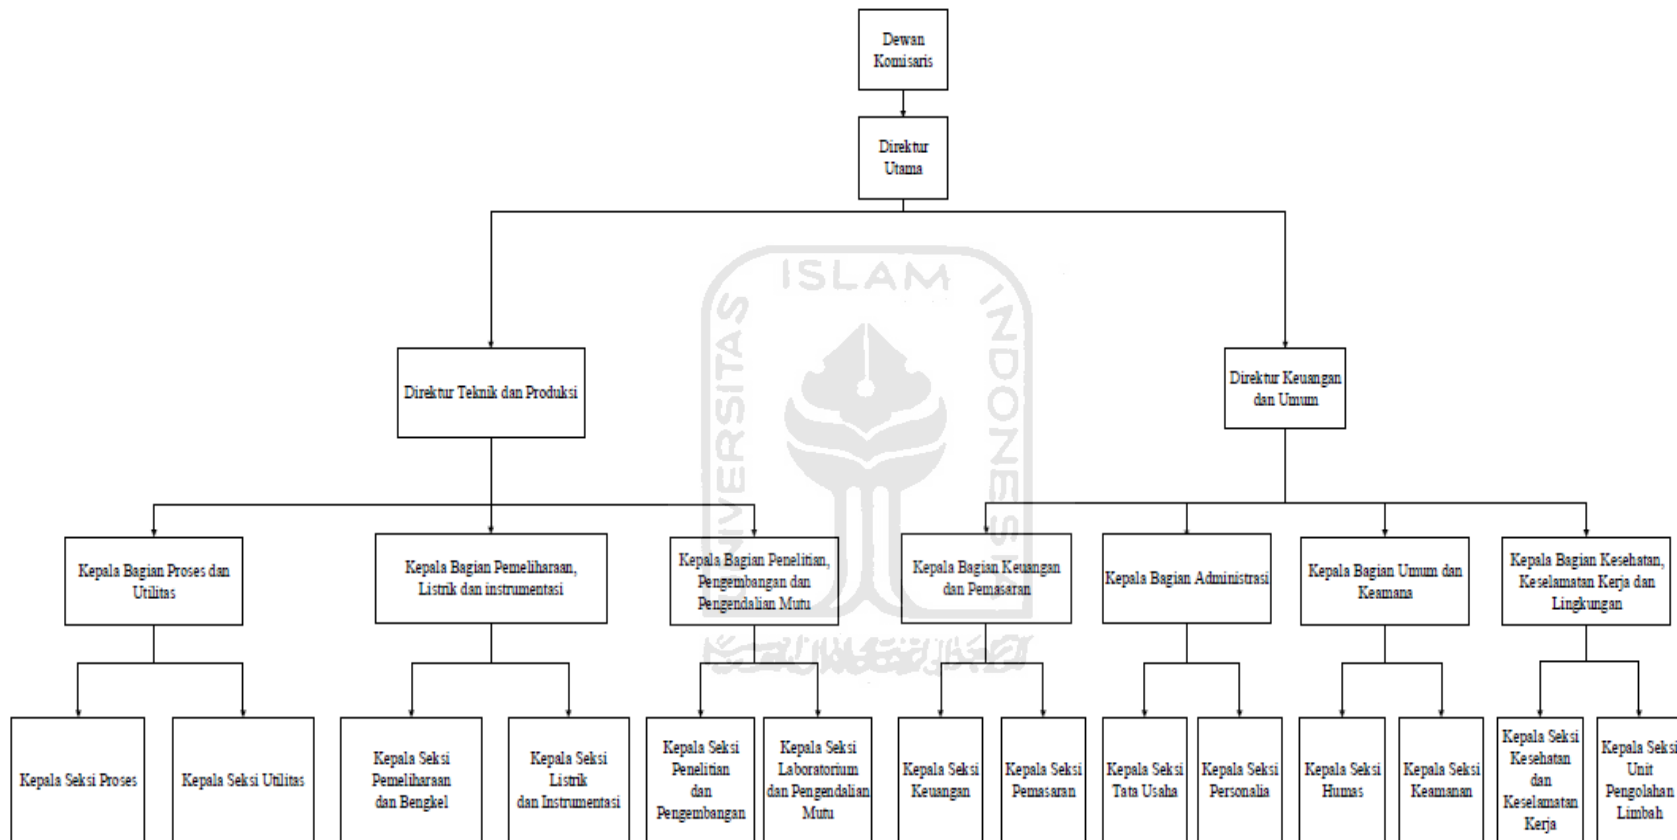 Dewan
Komisaris
Direktur
Utama
UNIVERSITAS
ISLAM
INDONESIA
Direktur Teknik dan Produksi
Direktur Keuangan
dan Umum
Kepala Bagian Proses dan
Utilitas
Kepala Bagian Pemeliharaan,
Listrik dan instrumentasi
Kepala Bagian Penelitian,
Pengembangan dan
Pengendalian Mutu
Kepala Bagian Keuangan
dan Pemasaran
Kepala Bagian Administrasi
Kepala Bagian Umum dan
Keamana
Kepala Bagian Kesehatan,
Keselamatan Kerja dan
Lingkungan
Kepala Seksi Proses
Kepala Seksi Utilitas
Kepala Seksi
Pemeliharaan
dan Bengkel
Kepala Seksi
Listrik
dan Instrumentasi
Kepala Seksi
Penelitian
dan
Pengembangan
Kepala Seksi
Laboratorium
dan Pengendalian
Mutu
Kepala Seksi
Keuangan
Kepala Seksi
Pemasaran
Kepala Seksi
Tata Usaha
Kepala Seksi
Personalia
Kepala Seksi
Humas
Kepala Seksi
Keamanan
Kepala Seksi
Kesehatan
dan
Keselamatan
Kerja
Kepala Seksi
Unit
Pengolahan
Limbah